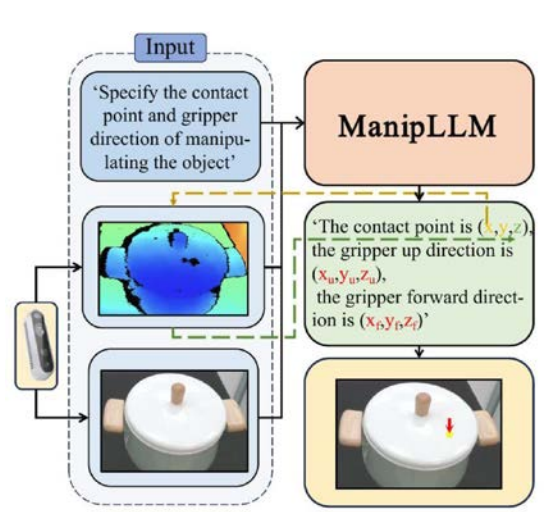 Input
‘Specify the contact
point and gripper
direction of manipu-
lating the object’
ManipLLM
‘The contact point is (x,y,z),
the gripper up direction is
(xu,yu,zu),
the gripper forward direct-
ion is (xf,yf,zf)’